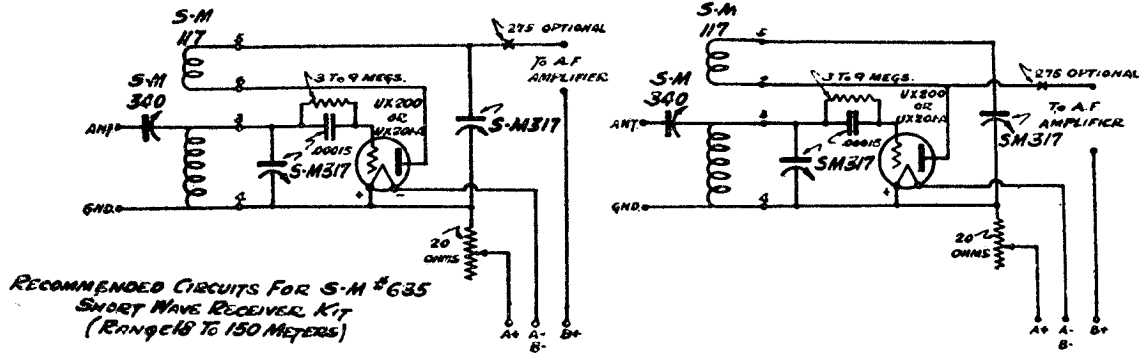 S-M
117
5
275 OPTIONAL
TO A.F.
AMPLIFIER
6
S-M
340
3 TO 9 MEGS.
UX200
OR
UX201-A
ANT.
3
.00015
S-M317
S-M317
+
-
GND.
4
20
OHMS
A+
A-
B-
B+
S-M
117
5
275 OPTIONAL
TO A.F.
AMPLIFIER
S-M
340
3 TO 9 MEGS.
UX200
OR
UX201A
ANT.
3
.00015
SM317
SM317
GND.
4
20
OHMS
A+
A-
B-
B+
RECOMMENDED CIRCUITS FOR S-M #635
SHORT WAVE RECEIVER KIT
(RANGE 18 TO 150 METERS)